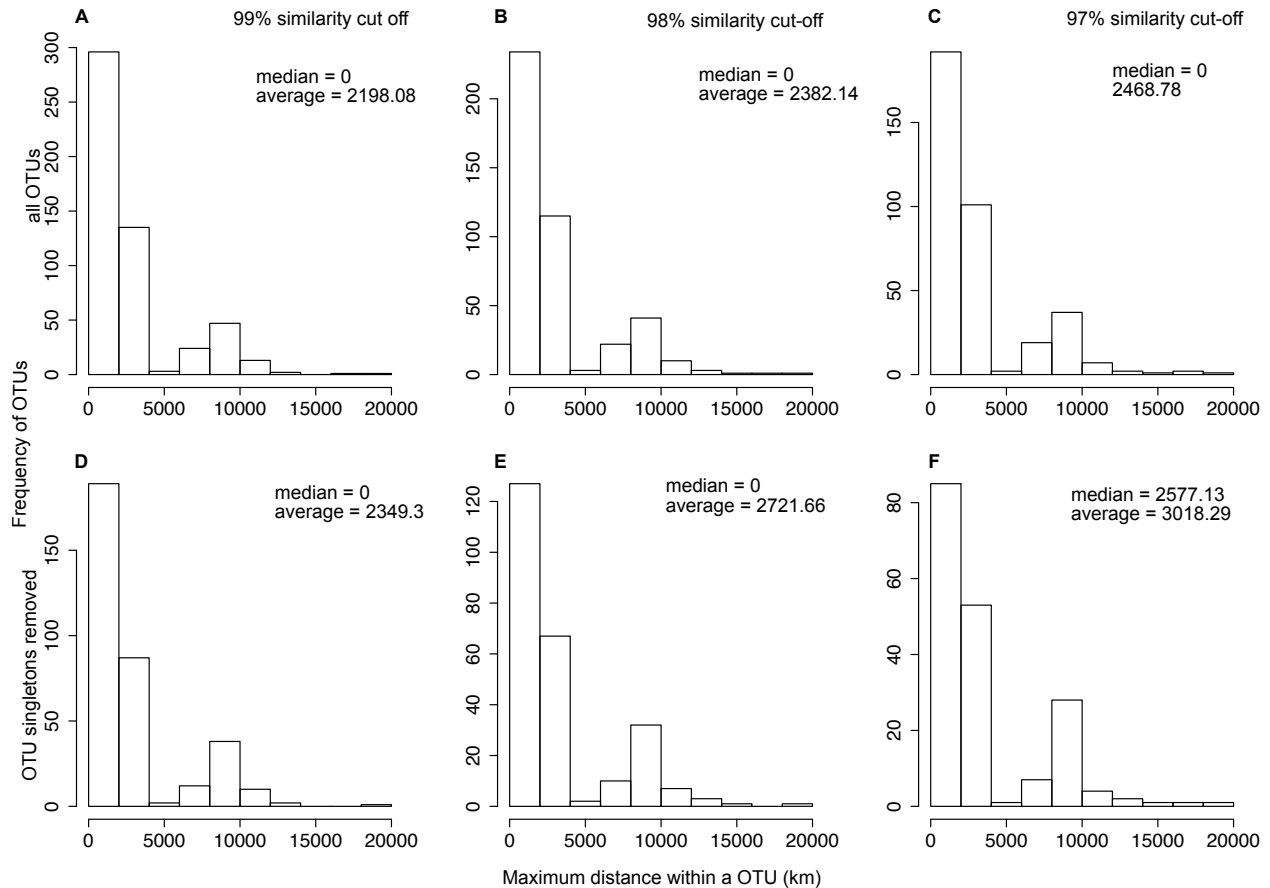 A
99% similarity cut off
median = 0
average = 2198.08
0 50 100 150 200 250 300
0 5000 10000 15000 20000
B
98% similarity cut-off
median = 0
average = 2382.14
0 50 100 150 200
0 5000 10000 15000 20000
C
97% similarity cut-off
median = 0
2468.78
0 50 100 150
0 5000 10000 15000 20000
all OTUs
Frequency of OTUs
OTU singletons removed
D
median = 0
average = 2349.3
0 50 100 150
0 5000 10000 15000 20000
E
median = 0
average = 2721.66
0 20 40 60 80 100 120
0 5000 10000 15000 20000
F
median = 2577.13
average = 3018.29
0 20 40 60 80
0 5000 10000 15000 20000
Maximum distance within a OTU (km)